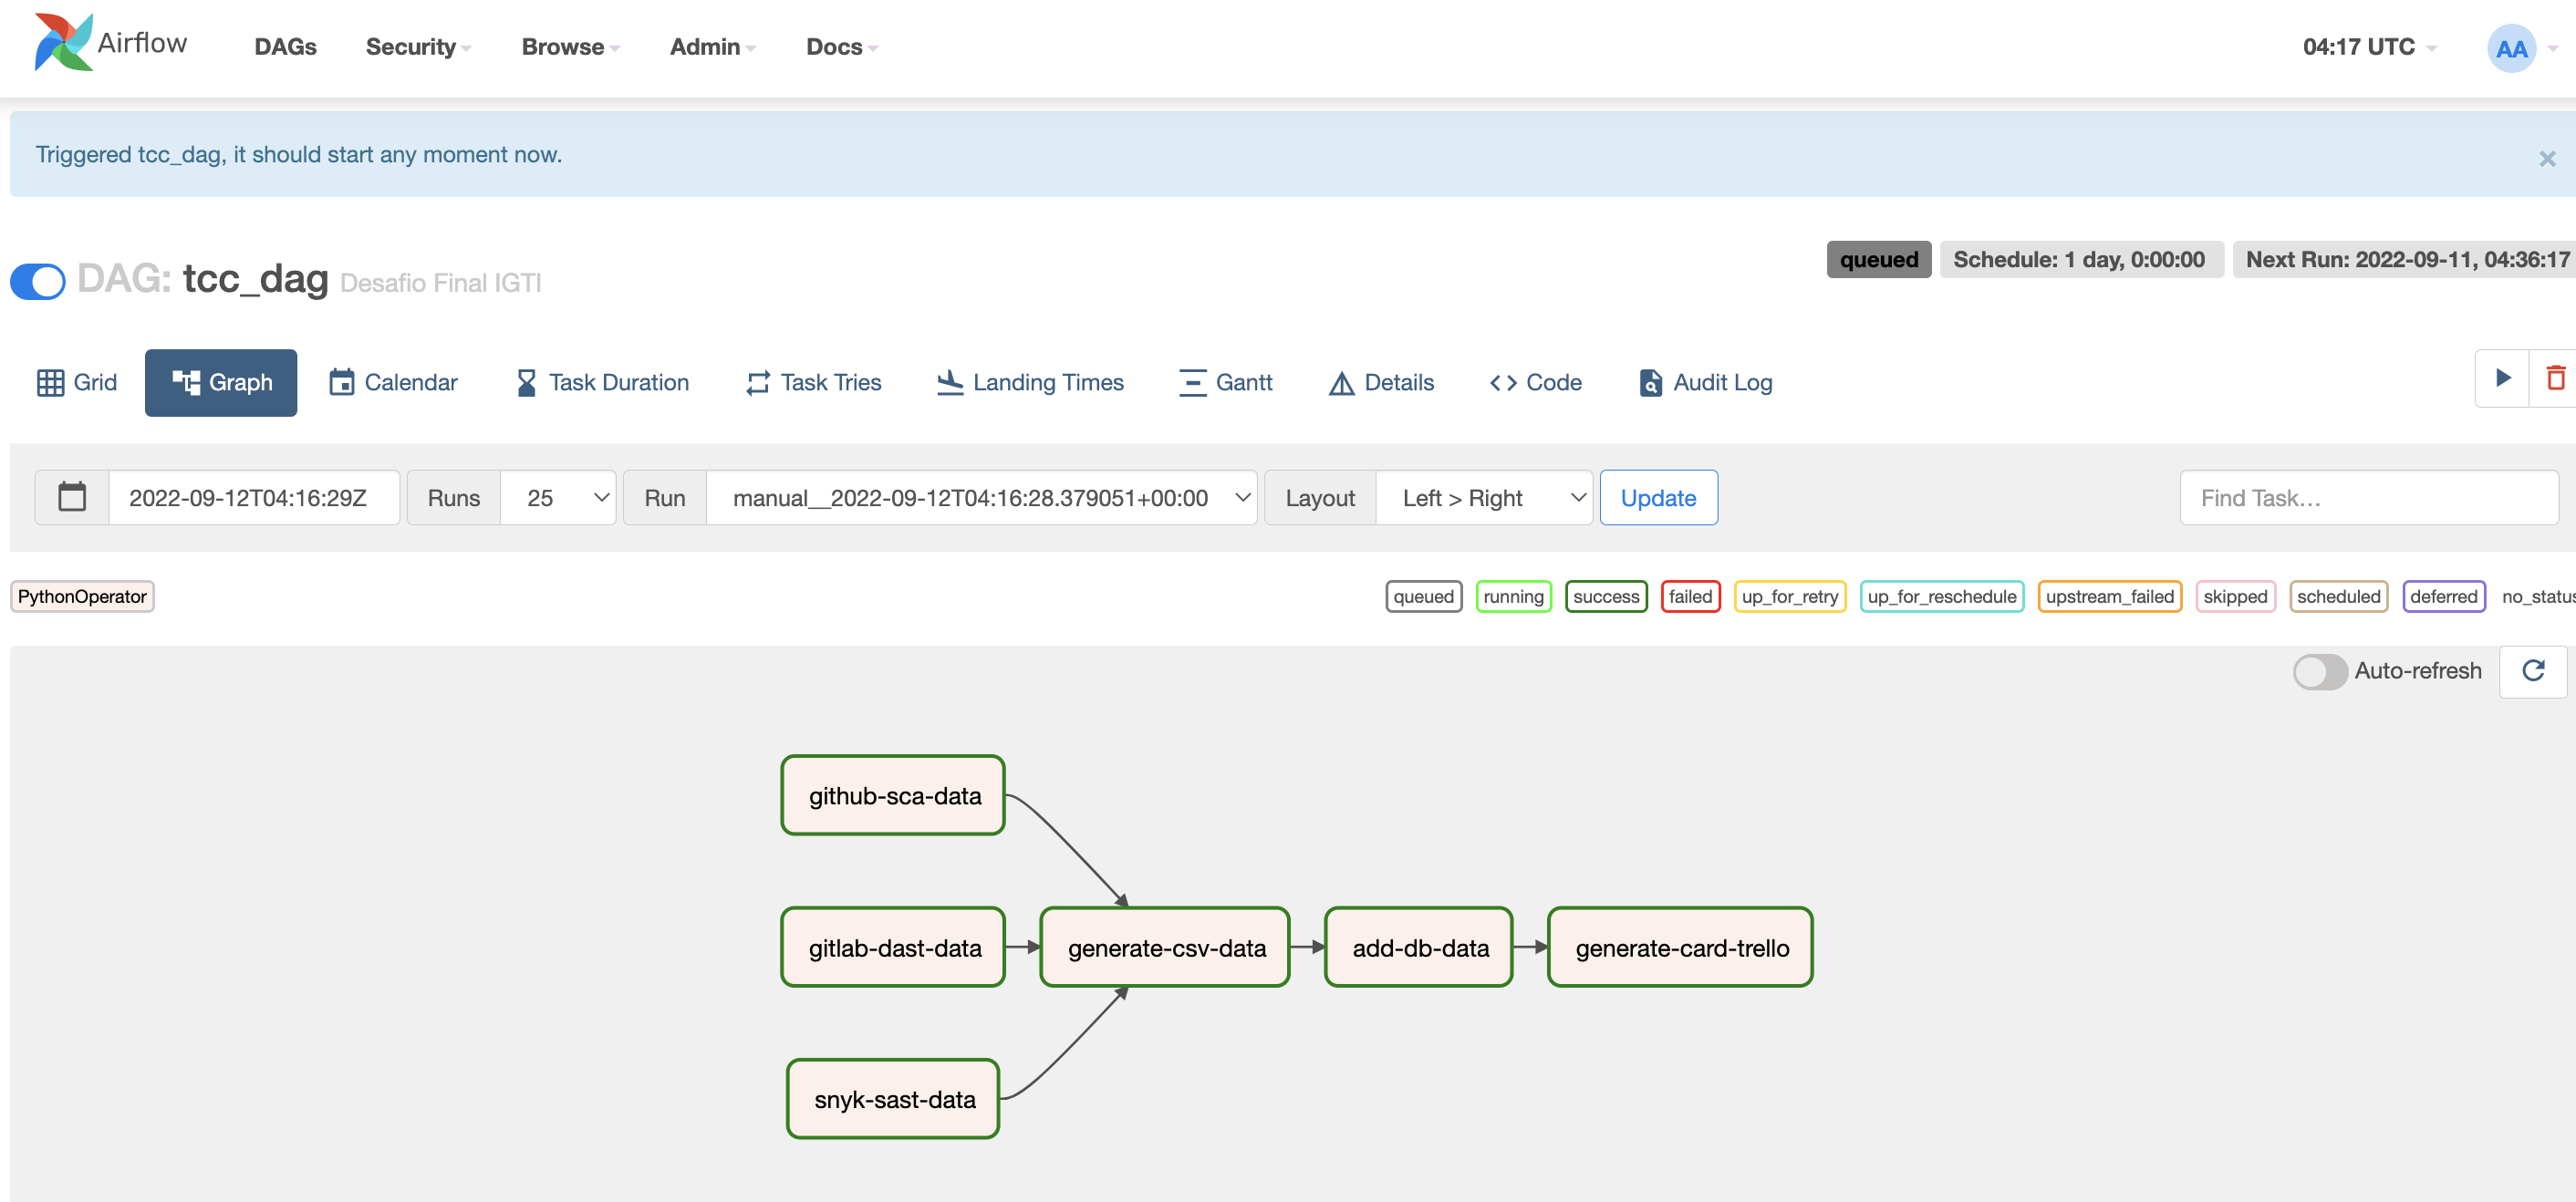 Airflow DAGs Security Browse Admin Docs 04:17 UTC AA
Triggered tcc_dag, it should start any moment now. ×
DAG: tcc_dag Desafio Final IGTI queued Schedule: 1 day, 0:00:00 Next Run: 2022-09-11, 04:36:17
Grid Graph Calendar Task Duration Task Tries Landing Times Gantt Details Code Audit Log
2022-09-12T04:16:29Z Runs 25 Run manual__2022-09-12T04:16:28.379051+00:00 Layout Left > Right Update Find Task...
PythonOperator queued running success failed up_for_retry up_for_reschedule upstream_failed skipped scheduled deferred no_status
Auto-refresh
github-sca-data
gitlab-dast-data generate-csv-data add-db-data generate-card-trello
snyk-sast-data